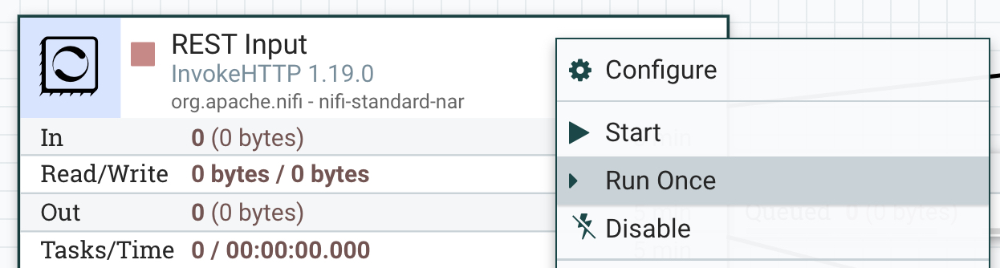 REST Input
InvokeHTTP 1.19.0
org.apache.nifi - nifi-standard-nar
In 0 (0 bytes)
Read/Write 0 bytes / 0 bytes
Out 0 (0 bytes)
5 min
Tasks/Time 0 / 00:00:00.000
Configure
Start
Run Once
Disable
Queued 0 (0 bytes)